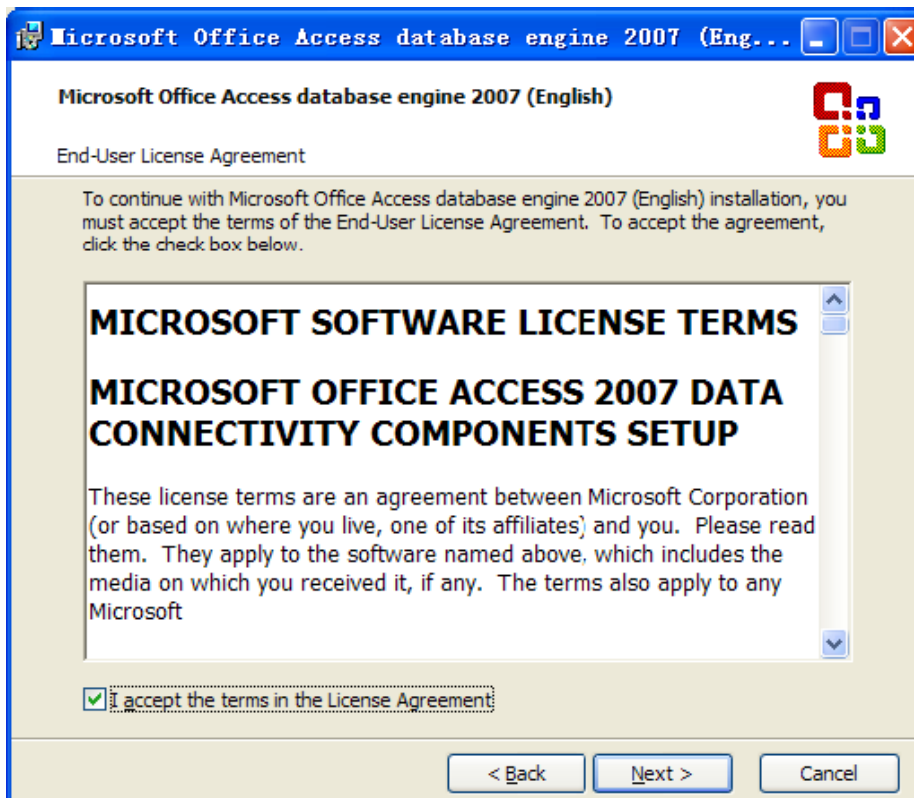 Microsoft Office Access database engine 2007 (Eng...
Microsoft Office Access database engine 2007 (English)
End-User License Agreement
To continue with Microsoft Office Access database engine 2007 (English) installation, you
must accept the terms of the End-User License Agreement.  To accept the agreement,
click the check box below.
MICROSOFT SOFTWARE LICENSE TERMS
MICROSOFT OFFICE ACCESS 2007 DATA
CONNECTIVITY COMPONENTS SETUP
These license terms are an agreement between Microsoft Corporation
(or based on where you live, one of its affiliates) and you.  Please read
them.  They apply to the software named above, which includes the
media on which you received it, if any.  The terms also apply to any
Microsoft
I accept the terms in the License Agreement
< Back
Next >
Cancel